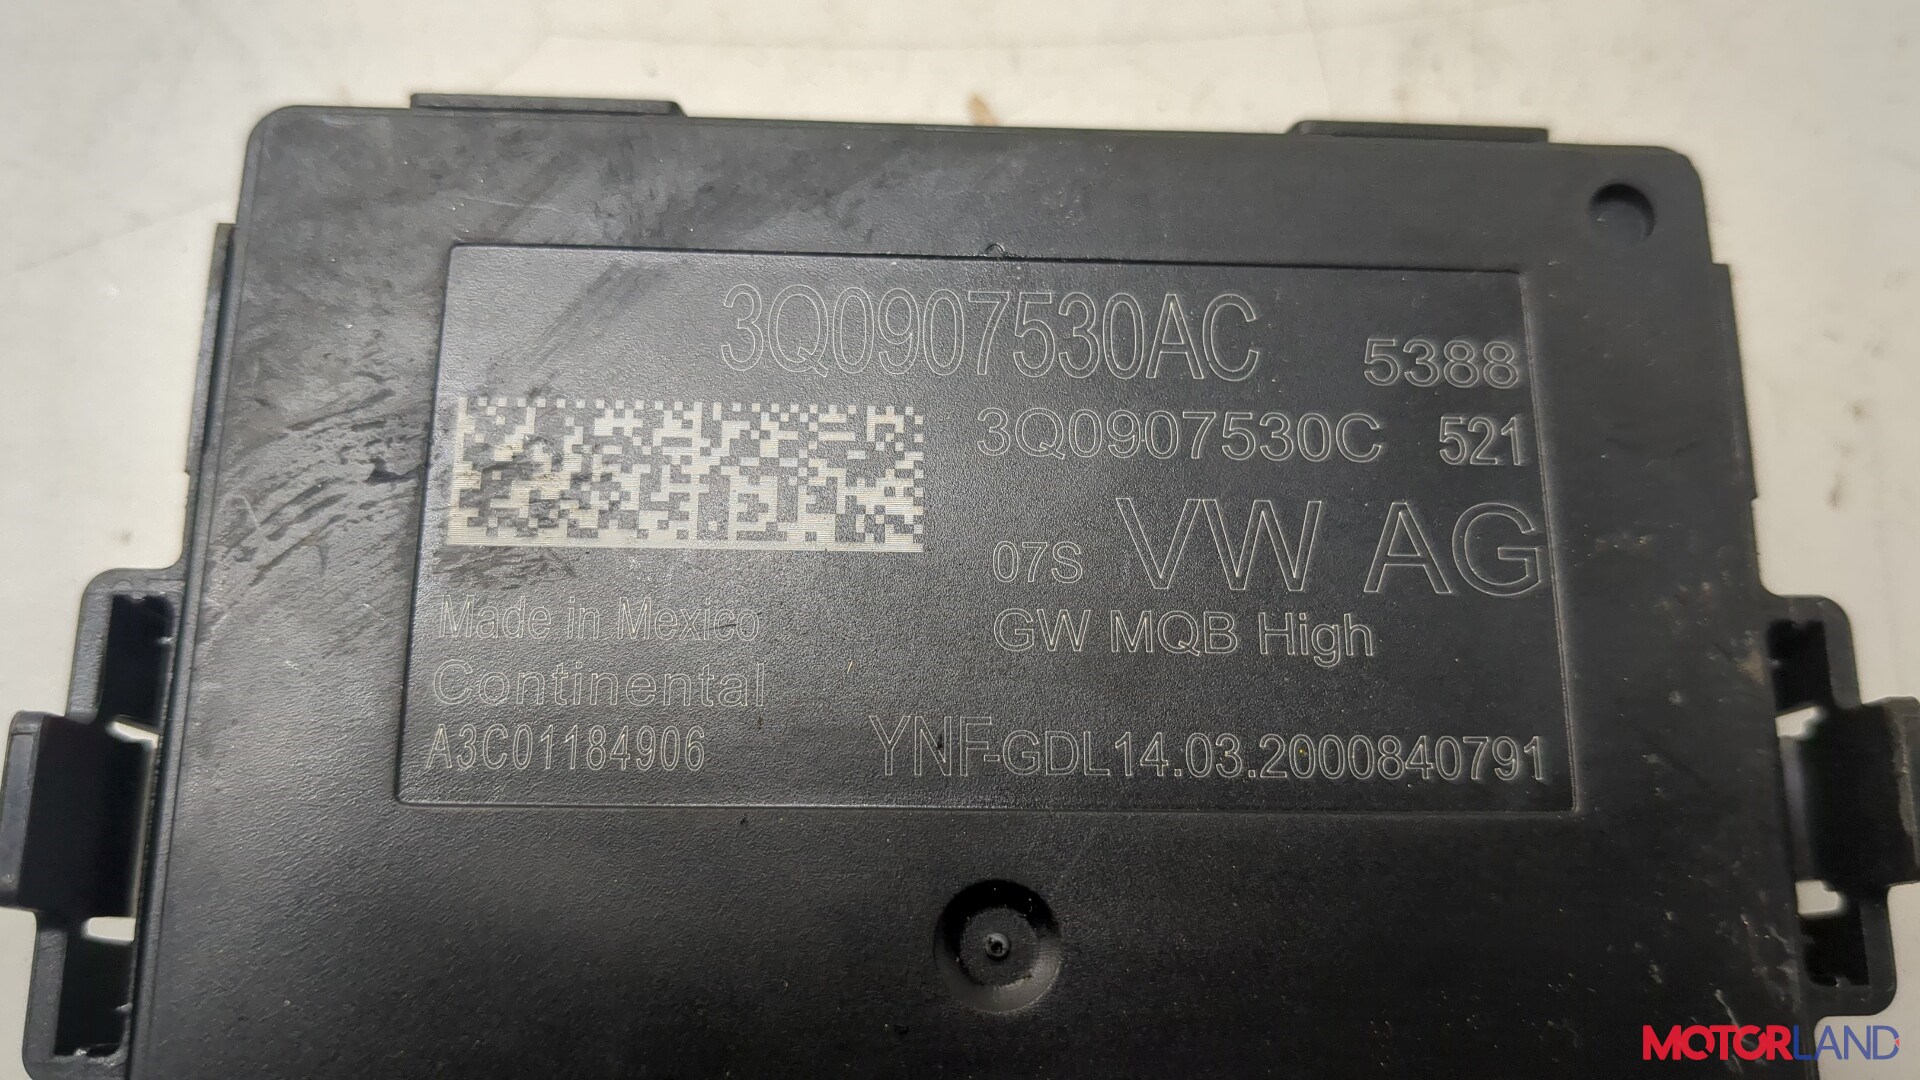 3Q0907530AC 5388
3Q0907530C 521
07S VW AG
GW MQB High
Made in Mexico
Continental
A3C01184906
YNF-GDL14.03.2000840791
MOTORLAND